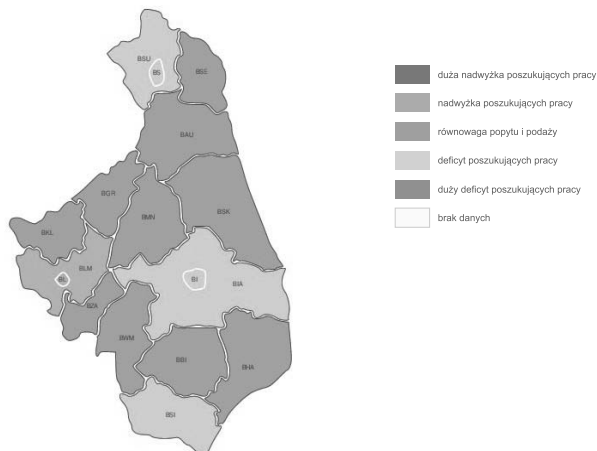 BSU
BS
BSE
BAU
BGR
BMN
BSK
BKL
BLM
BL
BIA
BI
BZA
BWM
BBI
BHA
BSI
duża nadwyżka poszukujących pracy
nadwyżka poszukujących pracy
równowaga popytu i podaży
deficyt poszukujących pracy
duży deficyt poszukujących pracy
brak danych